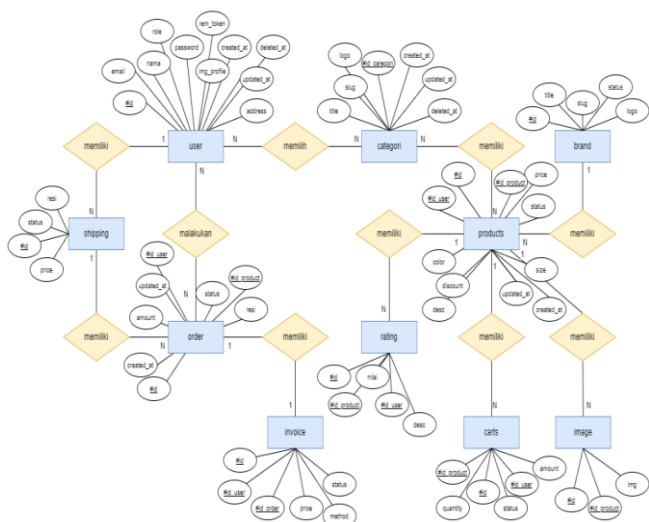 rem_token
role
created_at
deleted_at
password
nama
img_profile
email
updated_at
#id
address
logo
#id_categori
created_at
slug
updated_at
title
deleted_at
status
title
slug
#id
logo
memiliki
1
user
N
memilih
N
categori
N
memiliki
brand
1
N
N
#id
#id_product
price
#id_user
status
resi
status
#id
price
shipping
N
1
malakukan
memiliki
1
products
N
N
1
memiliki
color
size
discount
updated_at
desc
created_at
1
1
#id_user
#id_product
updated_at
status
amount
resi
created_at
#id
memiliki
N
order
N
1
memiliki
N
rating
memiliki
memiliki
#id
nilai
#id_product
#id_user
desc
1
invoice
N
carts
N
image
#id
status
#id_user
#id_order
price
method
#id_product
amount
#id_user
#id
quantity
status
img
#id
#id_product